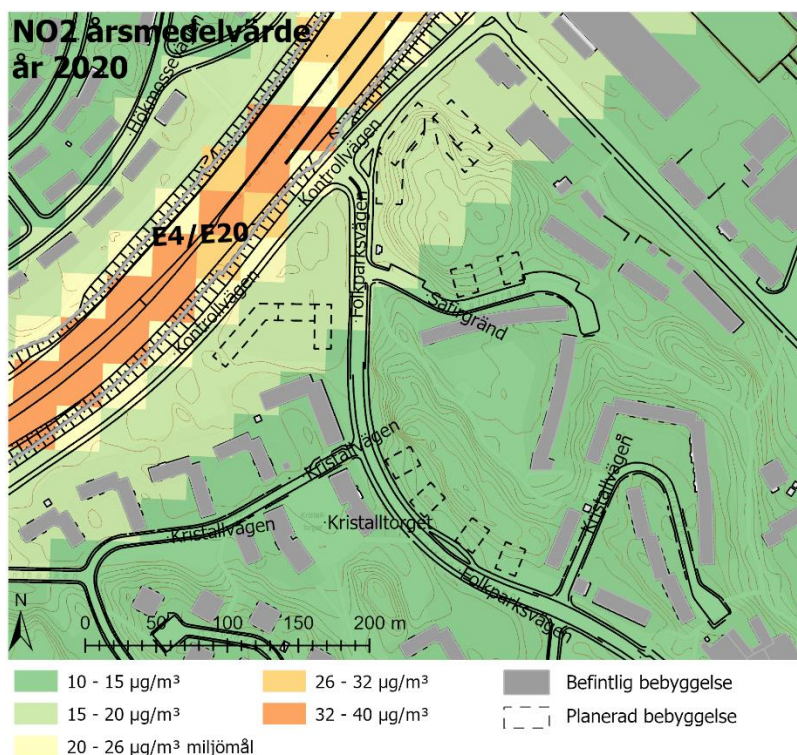 NO2 årsmedelvärde
år 2020
Hökmossevägen
Kontrollvägen
E4/E20
Folkparksvägen
Kontrollvägen
Safirgränd
Kristallvägen
Kristallvägen
Kristallvägen
Kristalltorget
Folkparksvägen
N
0 50 100 150 200 m
10 - 15 µg/m³
15 - 20 µg/m³
20 - 26 µg/m³ miljömål
26 - 32 µg/m³
32 - 40 µg/m³
Befintlig bebyggelse
Planerad bebyggelse